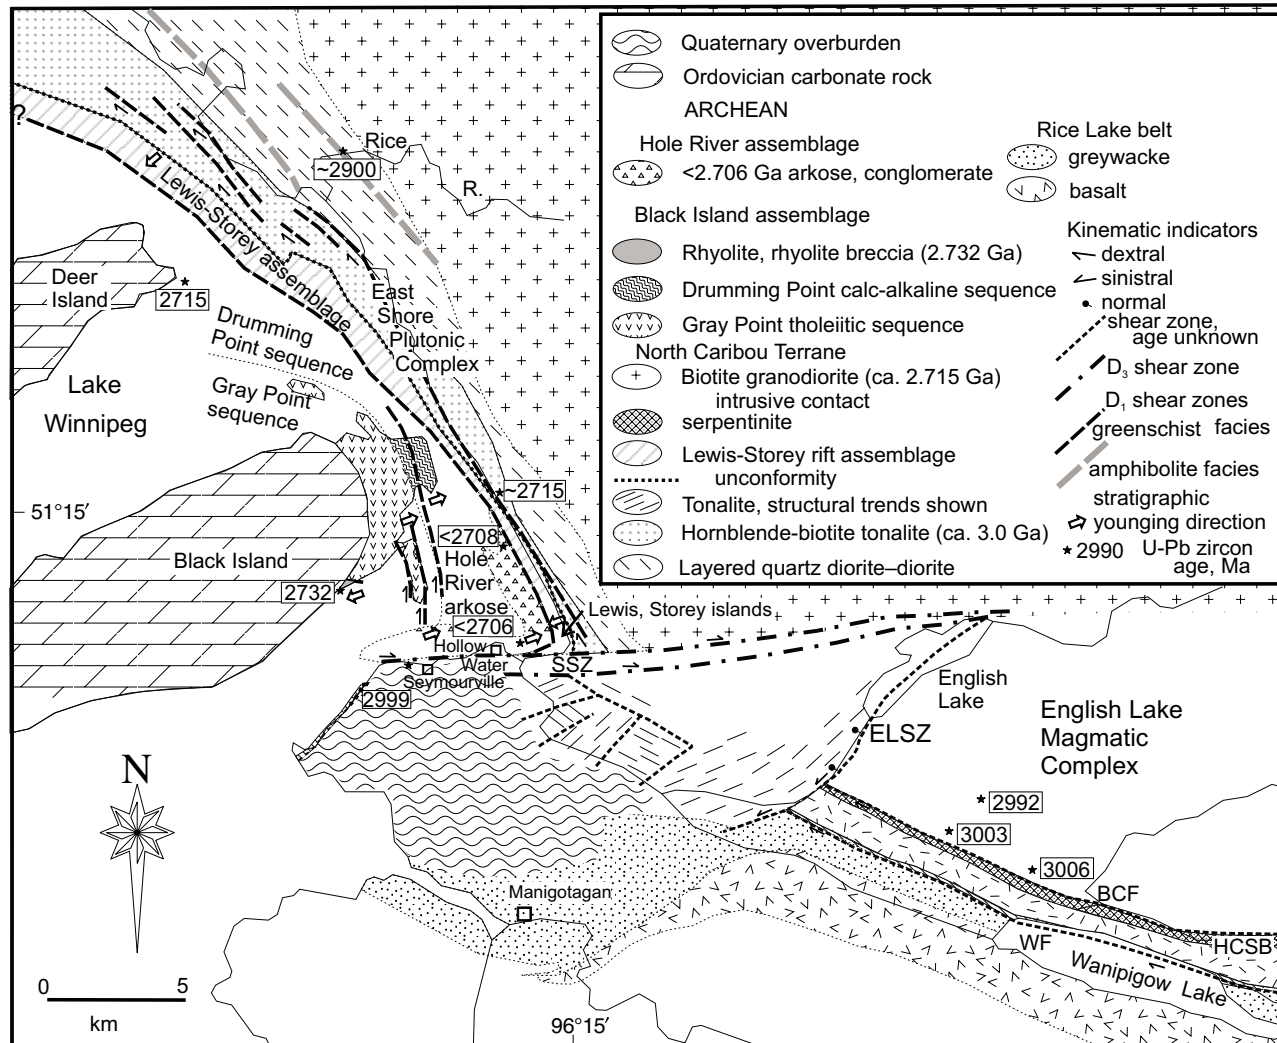 Quaternary overburden
Ordovician carbonate rock
ARCHEAN
Hole River assemblage
<2.706 Ga arkose, conglomerate
Black Island assemblage
Rhyolite, rhyolite breccia (2.732 Ga)
Drumming Point calc-alkaline sequence
Gray Point tholeiitic sequence
North Caribou Terrane
Biotite granodiorite (ca. 2.715 Ga)
intrusive contact
serpentinite
Lewis-Storey rift assemblage
unconformity
Tonalite, structural trends shown
Hornblende-biotite tonalite (ca. 3.0 Ga)
Layered quartz diorite–diorite
Rice Lake belt
greywacke
basalt
Kinematic indicators
dextral
sinistral
normal
shear zone,
age unknown
D3 shear zone
D1 shear zones
greenschist facies
amphibolite facies
stratigraphic
younging direction
2990 U-Pb zircon
age, Ma
?
Rice
~2900
R.
Lewis-Storey assemblage
Deer
Island
2715
Drumming
Point sequence
East
Shore
Plutonic
Complex
Lake
Winnipeg
Gray Point
sequence
51°15′
~2715
<2708
Hole
River
arkose
Black Island
2732
<2706
Lewis, Storey islands
Hollow
Water
SSZ
Seymourville
2999
English
Lake
ELSZ
English Lake
Magmatic
Complex
N
2992
3003
3006
BCF
Manigotagan
WF
HCSB
Wanipigow Lake
0 5
km
96°15′